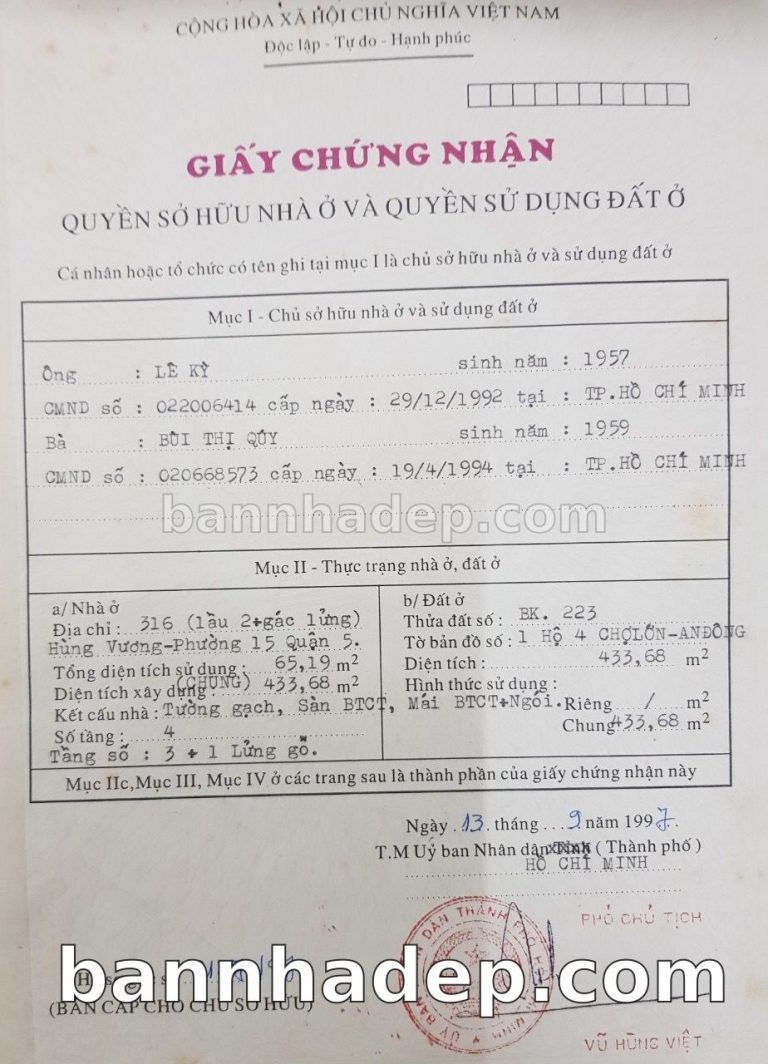 CỘNG HÒA XÃ HỘI CHỦ NGHĨA VIỆT NAM
Độc lập - Tự do - Hạnh phúc
GIẤY CHỨNG NHẬN
QUYỀN SỞ HỮU NHÀ Ở VÀ QUYỀN SỬ DỤNG ĐẤT Ở
Cá nhân hoặc tổ chức có tên ghi tại mục I là chủ sở hữu nhà ở và sử dụng đất ở
Mục I - Chủ sở hữu nhà ở và sử dụng đất ở
Ông : LÊ KỲ sinh năm : 1957
CMND số : 022006414 cấp ngày : 29/12/1992 tại : TP.HỒ CHÍ MINH
Bà : BÙI THỊ QÚY sinh năm : 1959
CMND số : 020668573 cấp ngày : 19/4/1994 tại : TP.HỒ CHÍ MINH
bannhadep.com
Mục II - Thực trạng nhà ở, đất ở
a/ Nhà ở
Địa chỉ : 316 (lầu 2+gác lửng)
Hùng Vương-Phường 15 Quận 5.
Tổng diện tích sử dụng : 65,19 m²
Diện tích xây dựng : (CHUNG) 433,68 m²
Kết cấu nhà : Tường gạch, Sàn BTCT, Mái BTCT+Ngói.
Số tầng : 4
Tầng số : 3 + 1 Lửng gỗ.
b/ Đất ở
Thửa đất số : BK. 223
Tờ bản đồ số : 1 Hộ 4 CHỢLỚN-ANĐÔNG
Diện tích : 433,68 m²
Hình thức sử dụng :
Riêng / m²
Chung 433,68 m²
Mục IIc, Mục III, Mục IV ở các trang sau là thành phần của giấy chứng nhận này
Ngày . 13. tháng ... 9 năm 1997.
T.M Uỷ ban Nhân dân ( Thành phố )
HỒ CHÍ MINH
PHÓ CHỦ TỊCH
bannhadep.com
(BẢN CẤP CHO CHỦ SỞ HỮU)
VŨ HÙNG VIỆT